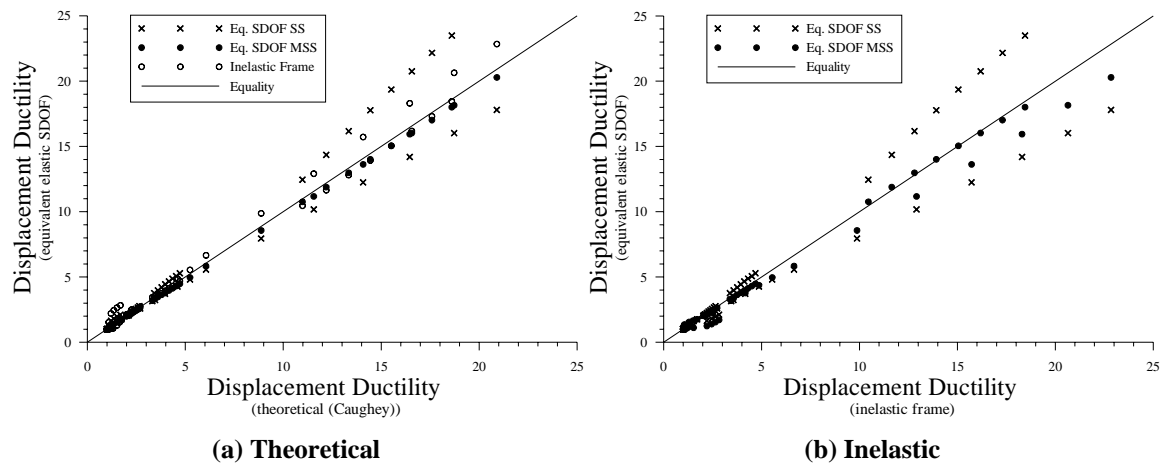 Eq. SDOF SS
Eq. SDOF MSS
Inelastic Frame
Equality
25
20
15
10
5
0
Displacement Ductility
(equivalent elastic SDOF)
0 5 10 15 20 25
Displacement Ductility
(theoretical (Caughey))
(a) Theoretical
Eq. SDOF SS
Eq. SDOF MSS
Equality
25
20
15
10
5
0
Displacement Ductility
(equivalent elastic SDOF)
0 5 10 15 20 25
Displacement Ductility
(inelastic frame)
(b) Inelastic